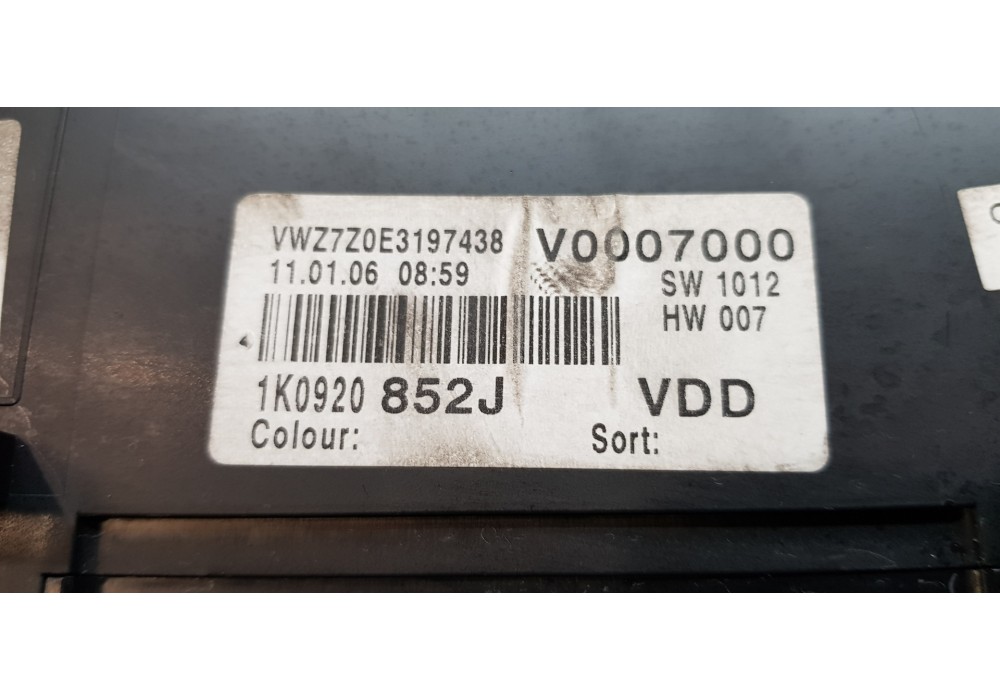 VWZ7Z0E3197438 V0007000
11.01.06 08:59 SW 1012
HW 007
1K0920 852J VDD
Colour: Sort: